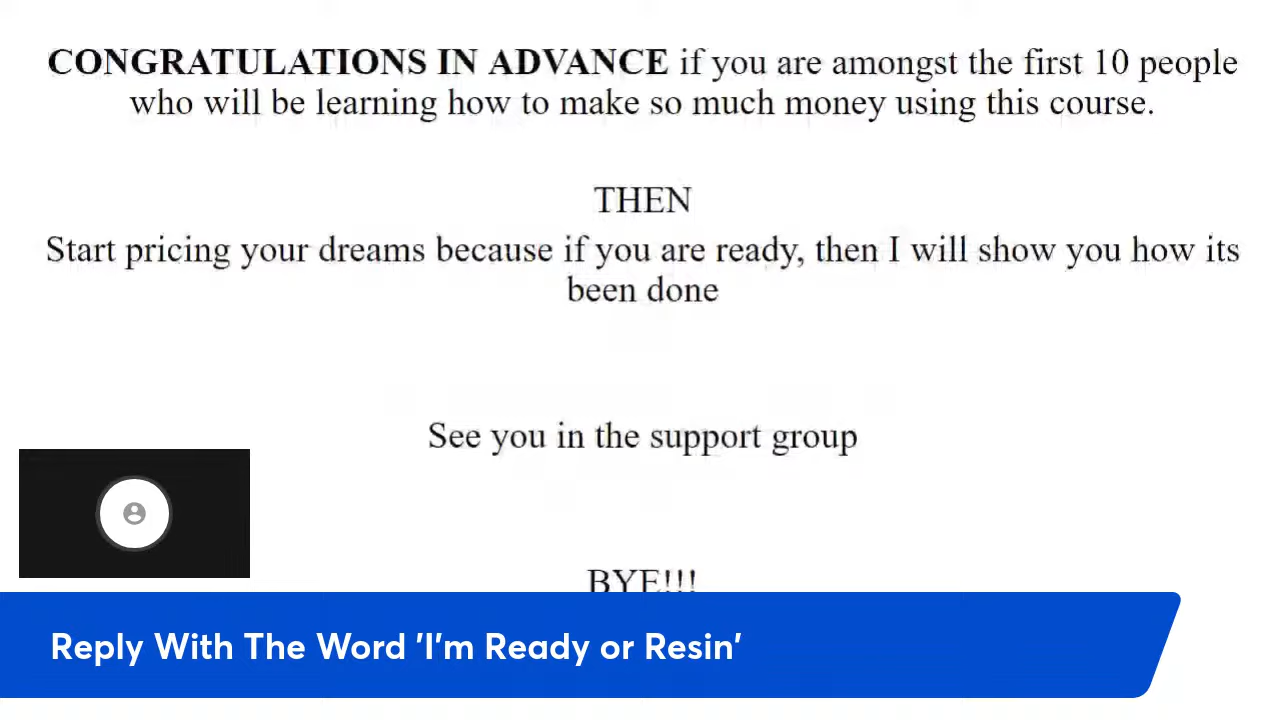 CONGRATULATIONS IN ADVANCE if you are amongst the first 10 people
who will be learning how to make so much money using this course.
THEN
Start pricing your dreams because if you are ready, then I will show you how its
been done
See you in the support group
BYE!!!
Reply With The Word 'I'm Ready or Resin'